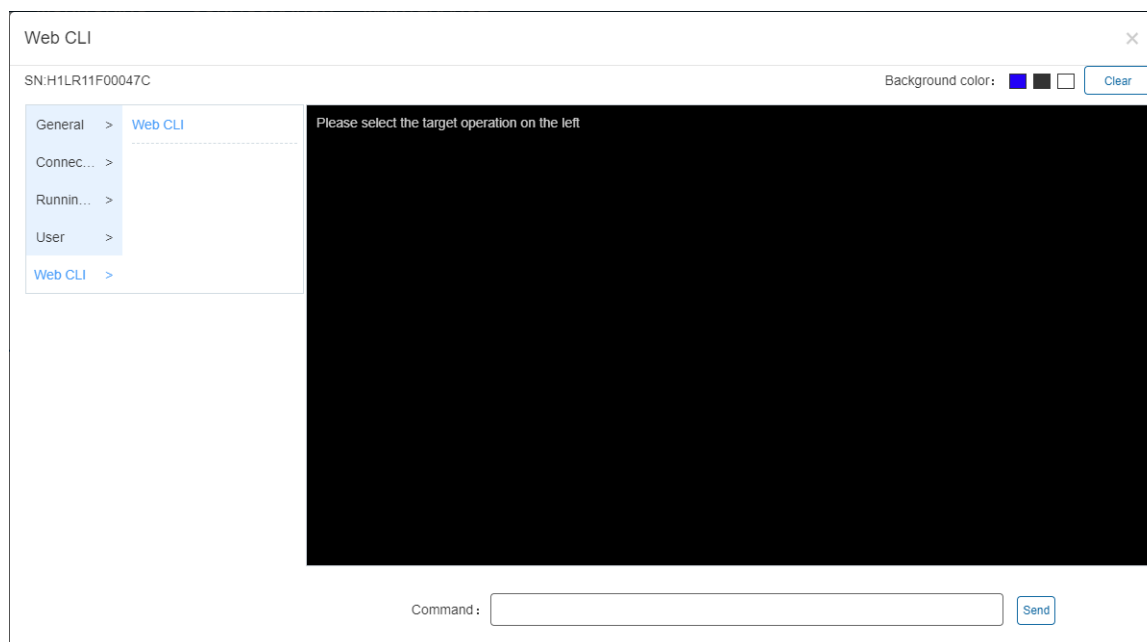 Web CLI
×
SN:H1LR11F00047C
Background color:
Clear
General >
Connec... >
Runnin... >
User >
Web CLI >
Web CLI
Please select the target operation on the left
Command:
Send